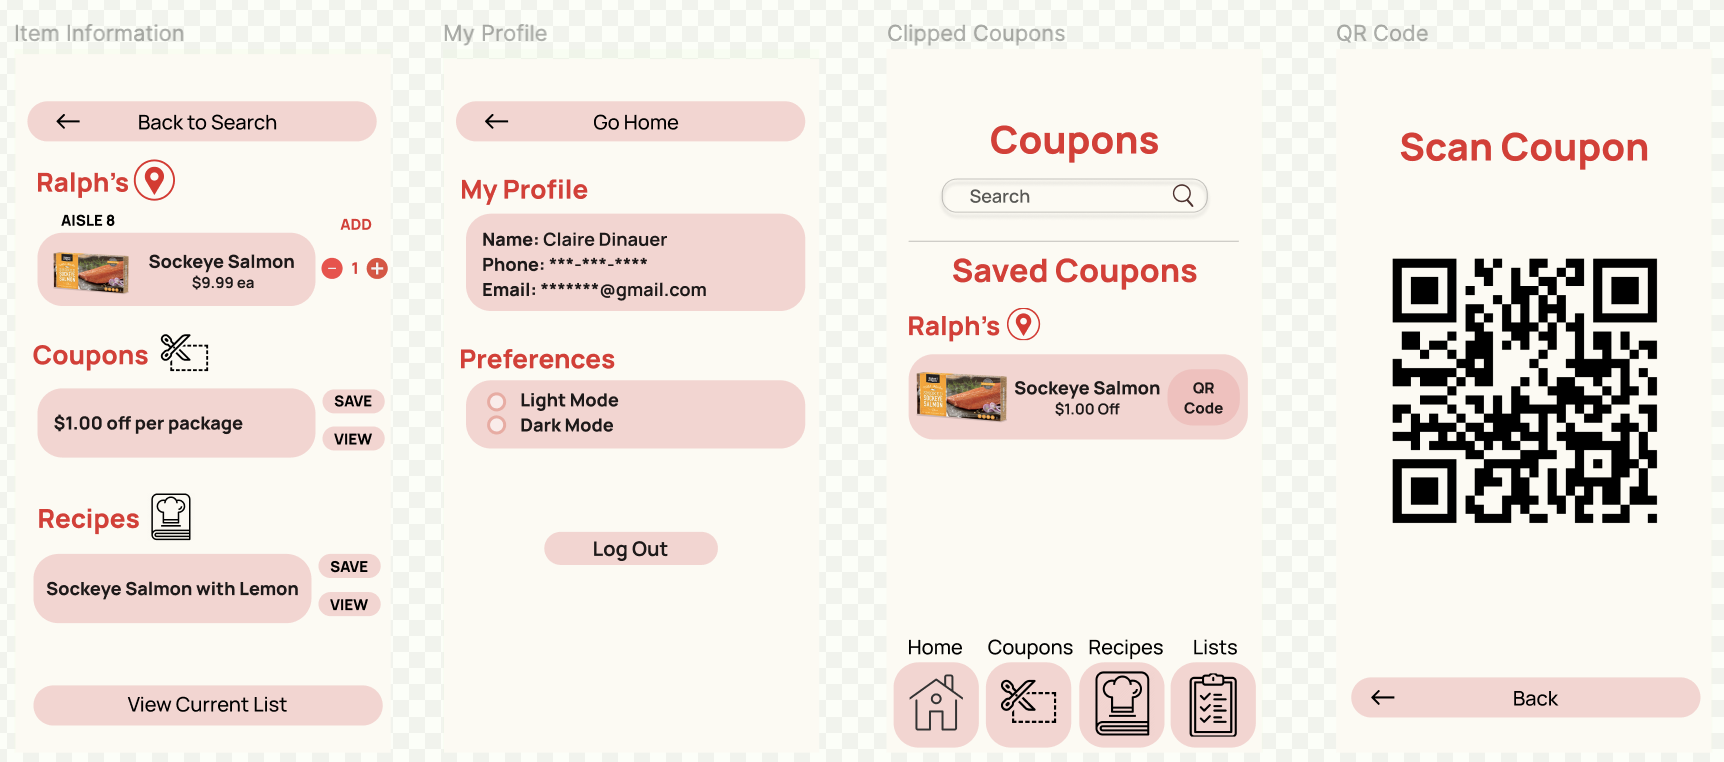 Item Information
Back to Search
Ralph's
AISLE 8
ADD
Sockeye Salmon
$9.99 ea
1
Coupons
$1.00 off per package
SAVE
VIEW
Recipes
Sockeye Salmon with Lemon
SAVE
VIEW
View Current List
My Profile
Go Home
My Profile
Name: Claire Dinauer
Phone: ***-***-****
Email: *******@gmail.com
Preferences
Light Mode
Dark Mode
Log Out
Clipped Coupons
Coupons
Search
Saved Coupons
Ralph's
SOCKEYE
SALMON
Sockeye Salmon
$1.00 Off
QR
Code
Home
Coupons
Recipes
Lists
QR Code
Scan Coupon
Back